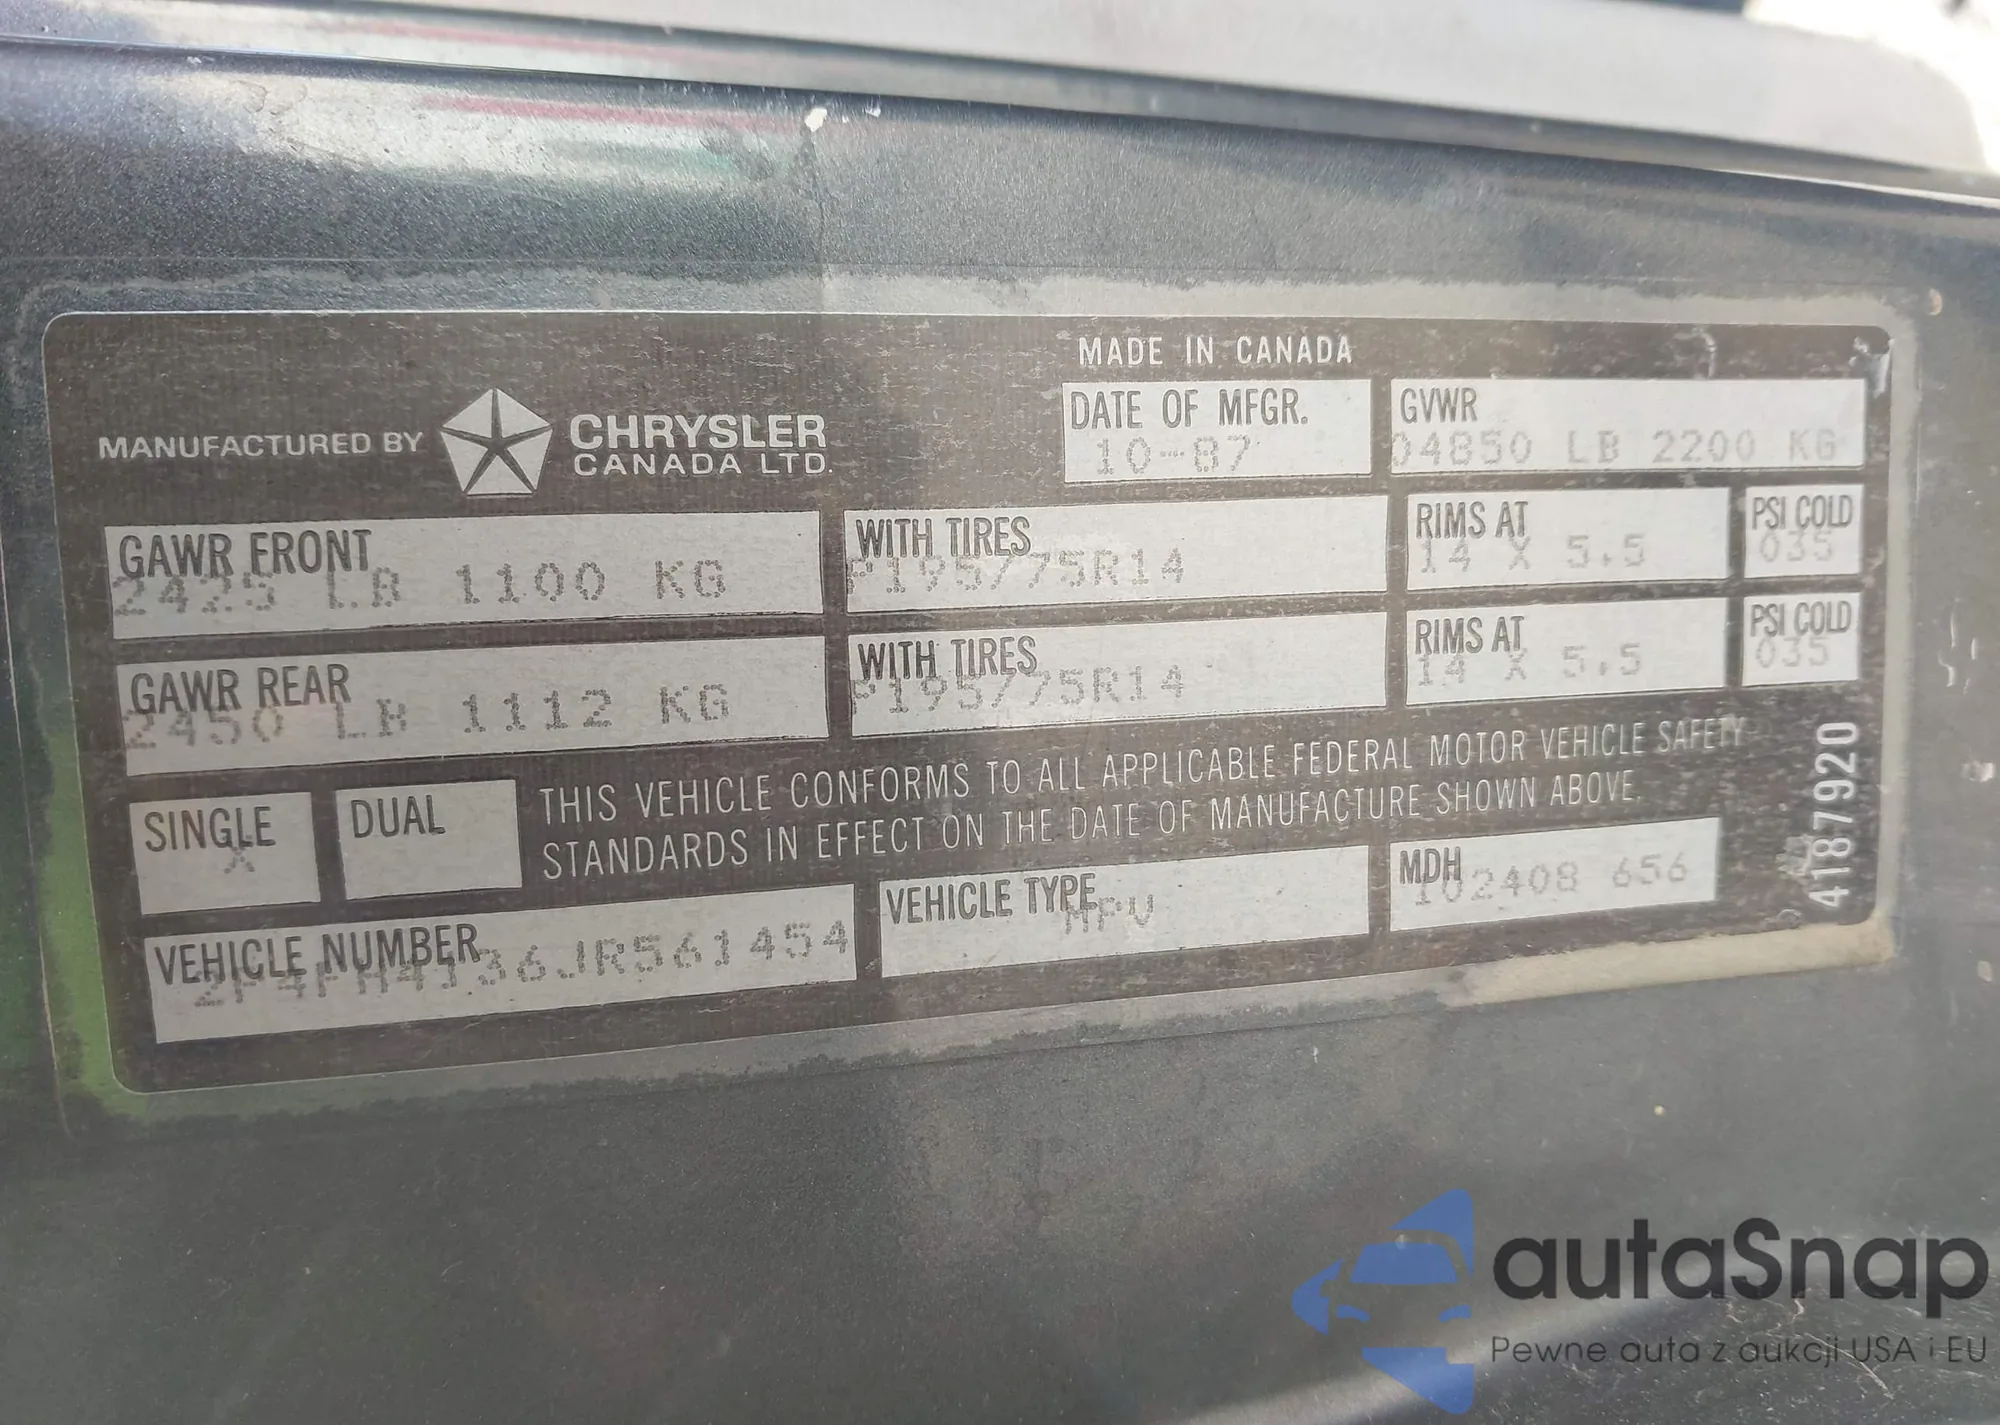 MADE IN CANADA
MANUFACTURED BY CHRYSLER CANADA LTD.
DATE OF MFGR.
10-87
GVWR
04850 LB 2200 KG
GAWR FRONT
2425 LB 1100 KG
WITH TIRES
P195/75R14
RIMS AT
14 X 5.5
PSI COLD
035
GAWR REAR
2450 LB 1112 KG
WITH TIRES
P195/75R14
RIMS AT
14 X 5.5
PSI COLD
035
SINGLE
X
DUAL
THIS VEHICLE CONFORMS TO ALL APPLICABLE FEDERAL MOTOR VEHICLE SAFETY
STANDARDS IN EFFECT ON THE DATE OF MANUFACTURE SHOWN ABOVE.
VEHICLE NUMBER
2P4FH4136JR561454
VEHICLE TYPE
MPV
MDH
102408 656
4187920
autaSnap
Pewne auta z aukcji USA i EU